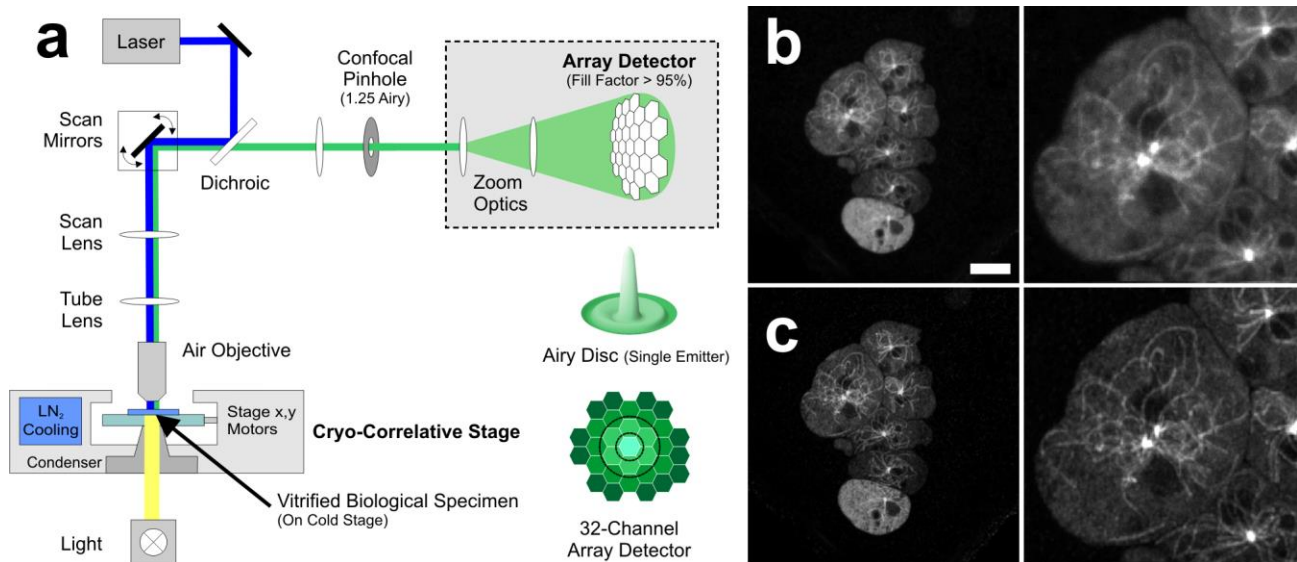 a
Laser
Confocal
Pinhole
(1.25 Airy)
Array Detector
(Fill Factor > 95%)
Scan
Mirrors
Dichroic
Zoom
Optics
Scan
Lens
Tube
Lens
Air Objective
Airy Disc (Single Emitter)
LN₂
Cooling
Stage x,y
Motors
Cryo-Correlative Stage
Condenser
Vitrified Biological Specimen
(On Cold Stage)
Light
32-Channel
Array Detector
b
c